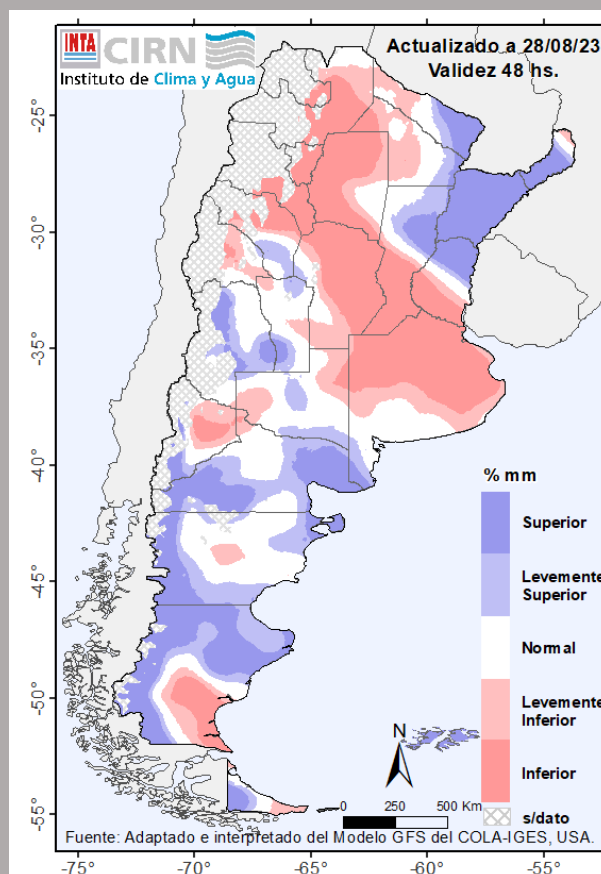 INTA CIRN
Instituto de Clima y Agua
Actualizado a 28/08/23
Validez 48 hs.
-25°
-30°
-35°
-40°
-45°
-50°
-55°
% mm
Superior
Levemente
Superior
Normal
Levemente
Inferior
Inferior
s/dato
N
0 250 500 Km
Fuente: Adaptado e interpretado del Modelo GFS del COLA-IGES, USA.
-75° -70° -65° -60° -55°